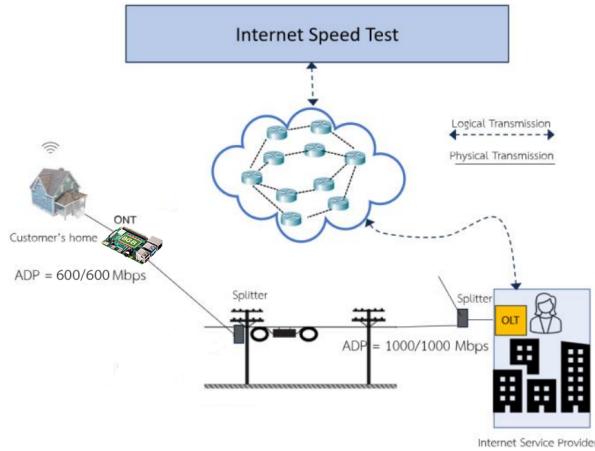 Internet Speed Test
Logical Transmission
Physical Transmission
ONT
Customer's home
ADP = 600/600 Mbps
Splitter
Splitter
OLT
ADP = 1000/1000 Mbps
Internet Service Provider